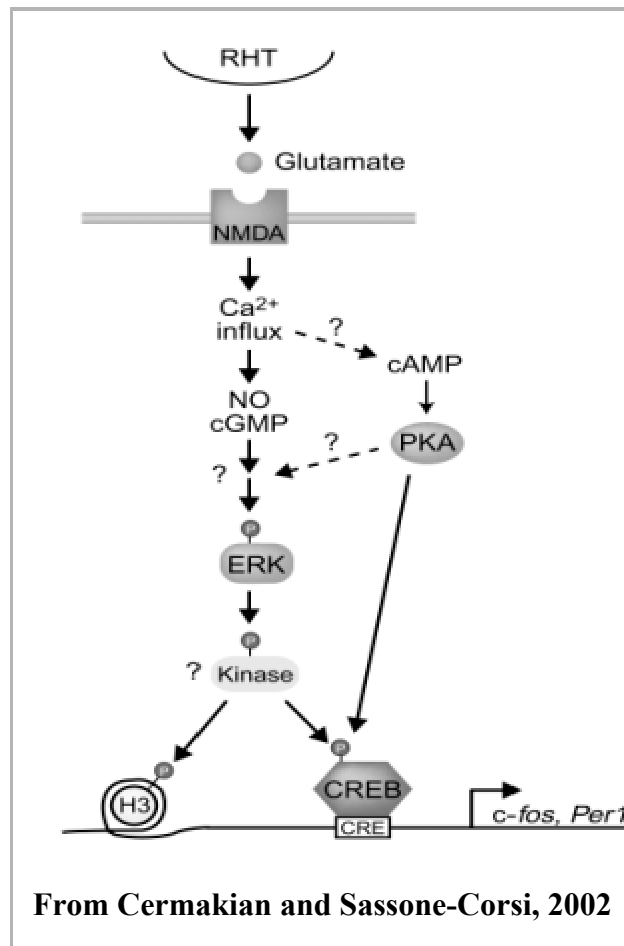 RHT
Glutamate
NMDA
Ca²⁺
influx
?
cAMP
NO
cGMP
?
PKA
?
P
ERK
P
? Kinase
P
H3
P
CREB
CRE
c-fos, Per1
From Cermakian and Sassone-Corsi, 2002